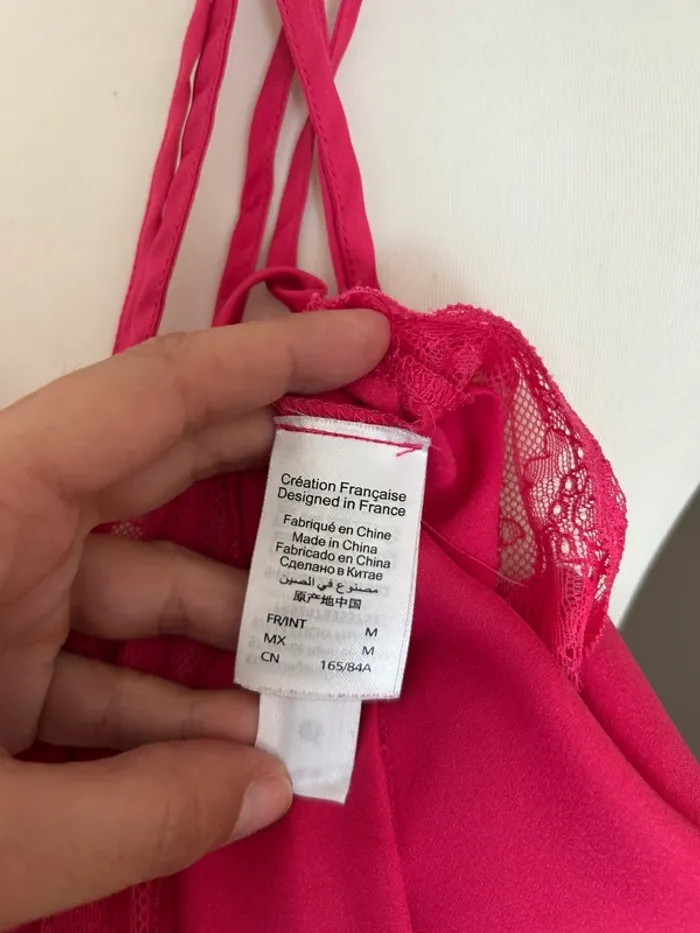 Création Française
Designed in France
Fabriqué en Chine
Made in China
Fabricado en China
Сделано в Китае
مصنوع في الصين
原产地中国
FR/INT M
MX M
CN 165/84A